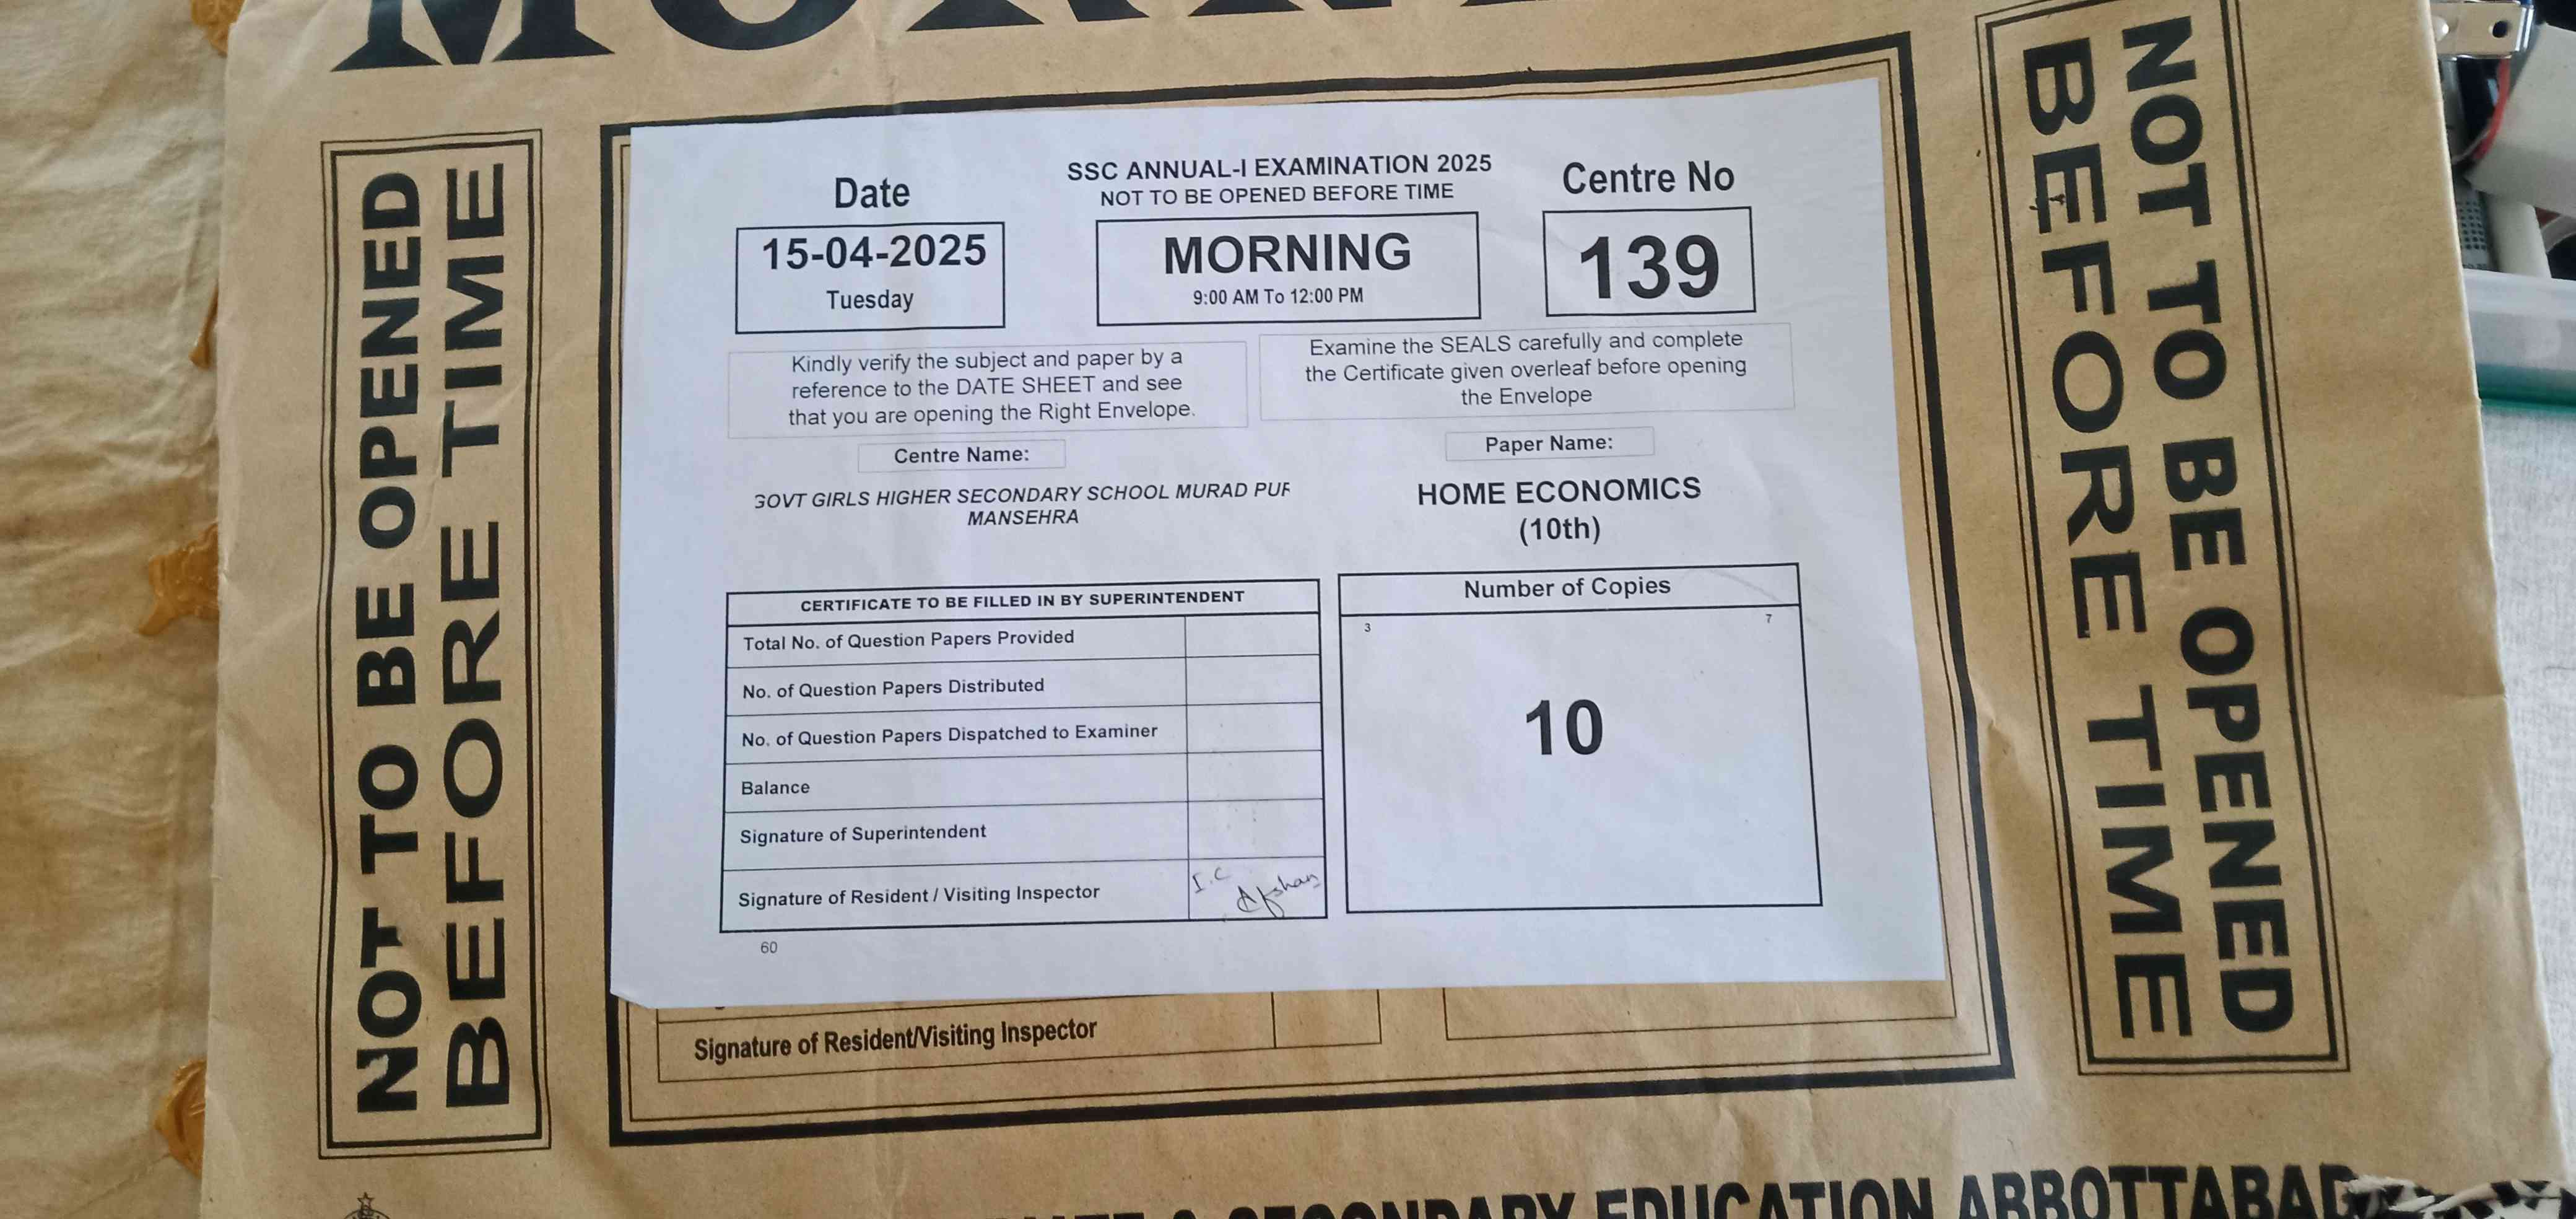 NOT TO BE OPENED
BEFORE TIME
Date
15-04-2025
Tuesday
SSC ANNUAL-I EXAMINATION 2025
NOT TO BE OPENED BEFORE TIME
MORNING
9:00 AM To 12:00 PM
Centre No
139
Kindly verify the subject and paper by a
reference to the DATE SHEET and see
that you are opening the Right Envelope.
Examine the SEALS carefully and complete
the Certificate given overleaf before opening
the Envelope
Centre Name:
GOVT GIRLS HIGHER SECONDARY SCHOOL MURAD PUR
MANSEHRA
Paper Name:
HOME ECONOMICS
(10th)
CERTIFICATE TO BE FILLED IN BY SUPERINTENDENT
Total No. of Question Papers Provided
No. of Question Papers Distributed
No. of Question Papers Dispatched to Examiner
Balance
Signature of Superintendent
Signature of Resident / Visiting Inspector
I.C
Afshan
60
Number of Copies
3 7
10
Signature of Resident/Visiting Inspector
NOT TO BE OPENED
BEFORE TIME
SECONDARY EDUCATION ABBOTTABAD